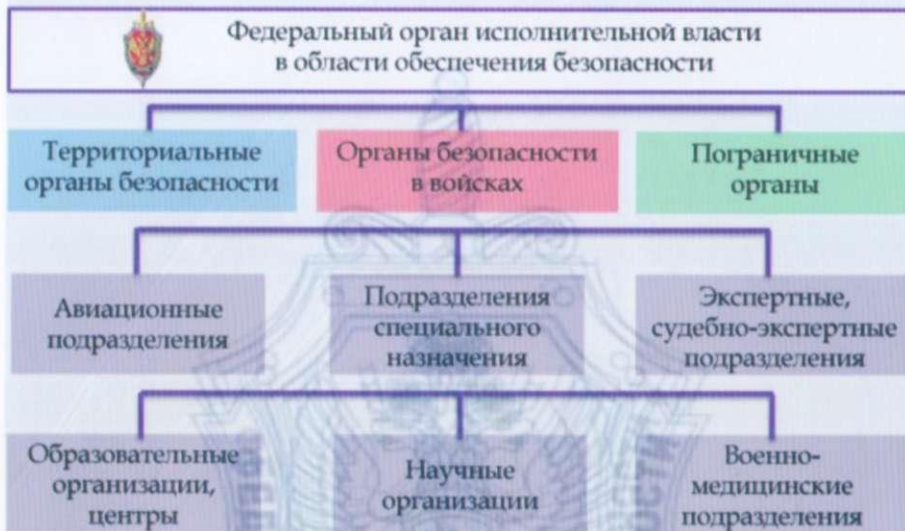 Федеральный орган исполнительной власти
в области обеспечения безопасности
Территориальные
органы безопасности
Органы безопасности
в войсках
Пограничные
органы
Авиационные
подразделения
Подразделения
специального
назначения
Экспертные,
судебно-экспертные
подразделения
Образовательные
организации,
центры
Научные
организации
Военно-
медицинские
подразделения